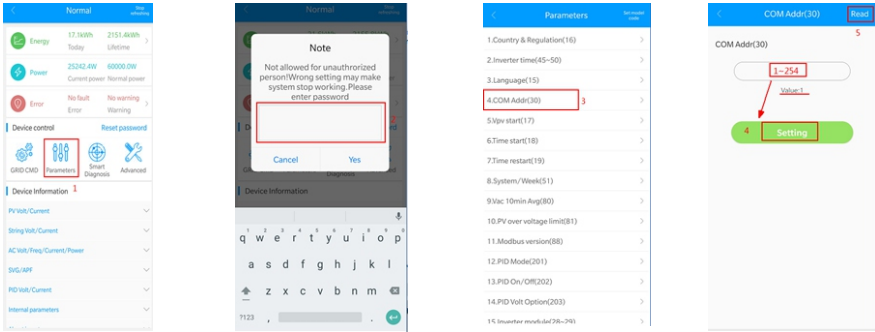 Normal
Stop refreshing
Energy
17.1kWh
2151.4kWh
Today
Lifetime
Power
25242.4W
60000.0W
Current power
Normal power
Error
No fault
No warning
Error
Warning
Device control
Reset password
GRID CMD
Parameters
Smart
Diagnosis
Advanced
Device Information
1
PV Volt/Current
String Volt/Current
AC Volt/Freq/Current/Power
SVG/APF
PID Volt/Current
Internal parameters
Normal
Note
Not allowed for unauthrorized
person!Wrong setting may make
system stop working.Please
enter password
2
Cancel
Yes
Diagnosis
Device Information
q w e r t y u i o p
a s d f g h j k l
z x c v b n m
?123 , .
Parameters
Set model
code
1.Country & Regulation(16)
2.Inverter time(45~50)
3.Language(15)
4.COM Addr(30)
3
5.Vpv start(17)
6.Time start(18)
7.Time restart(19)
8.System/Week(51)
9.Vac 10min Avg(80)
10.PV over voltage limit(81)
11.Modbus version(88)
12.PID Mode(201)
13.PID On/Off(202)
14.PID Volt Option(203)
15.Inverter module(28~29)
COM Addr(30)
Read
5
COM Addr(30)
1~254
Value:1
4
Setting